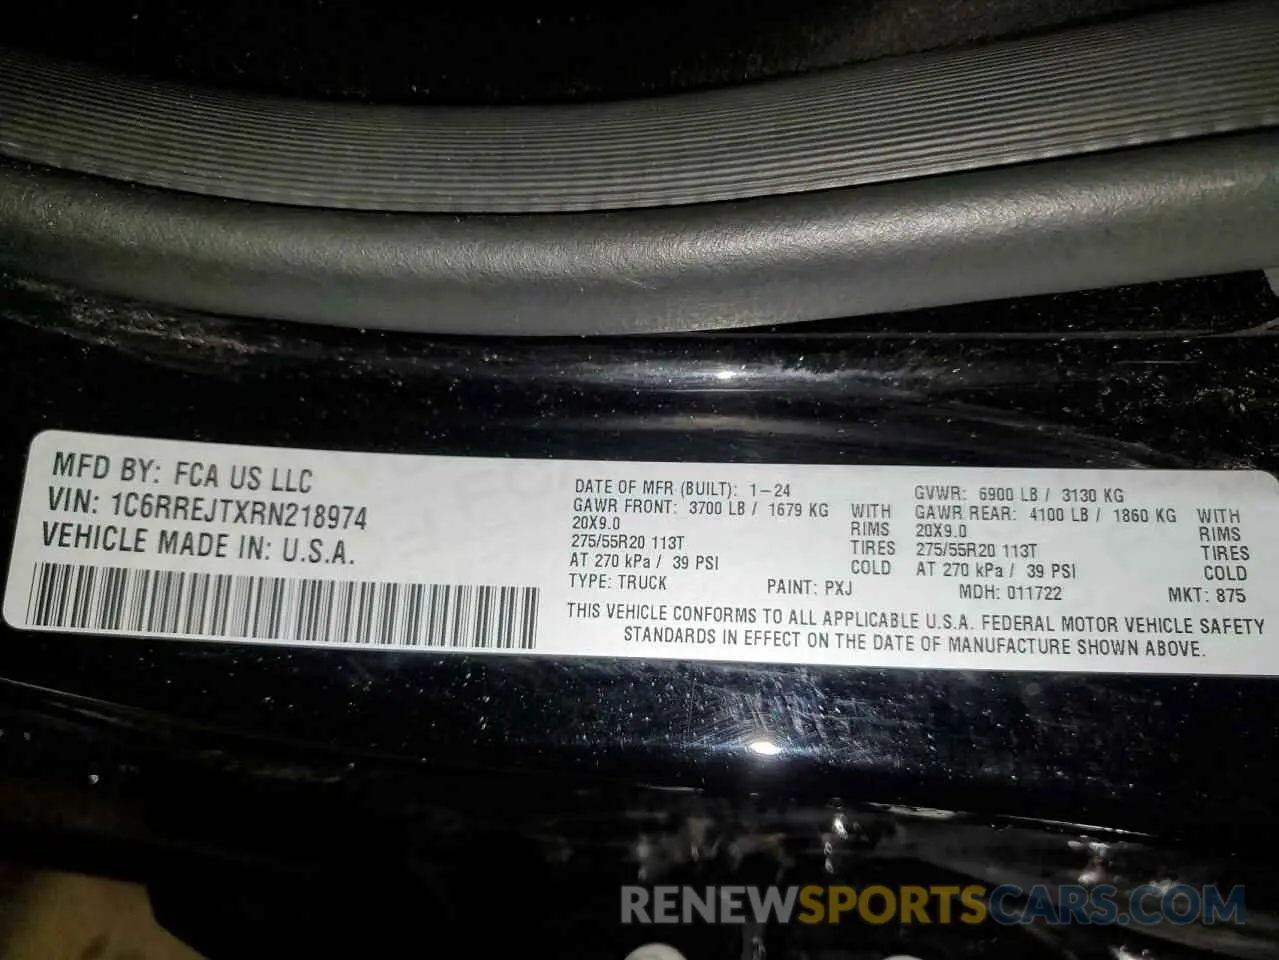 MFD BY: FCA US LLC
VIN: 1C6RREJTXRN218974
VEHICLE MADE IN: U.S.A.
DATE OF MFR (BUILT): 1-24
GAWR FRONT: 3700 LB / 1679 KG WITH
20X9.0 RIMS
275/55R20 113T TIRES
AT 270 kPa / 39 PSI COLD
TYPE: TRUCK PAINT: PXJ
GVWR: 6900 LB / 3130 KG
GAWR REAR: 4100 LB / 1860 KG WITH
20X9.0 RIMS
275/55R20 113T TIRES
AT 270 kPa / 39 PSI COLD
MDH: 011722 MKT: 875
THIS VEHICLE CONFORMS TO ALL APPLICABLE U.S.A. FEDERAL MOTOR VEHICLE SAFETY
STANDARDS IN EFFECT ON THE DATE OF MANUFACTURE SHOWN ABOVE.
RENEWSPORTSCARS.COM